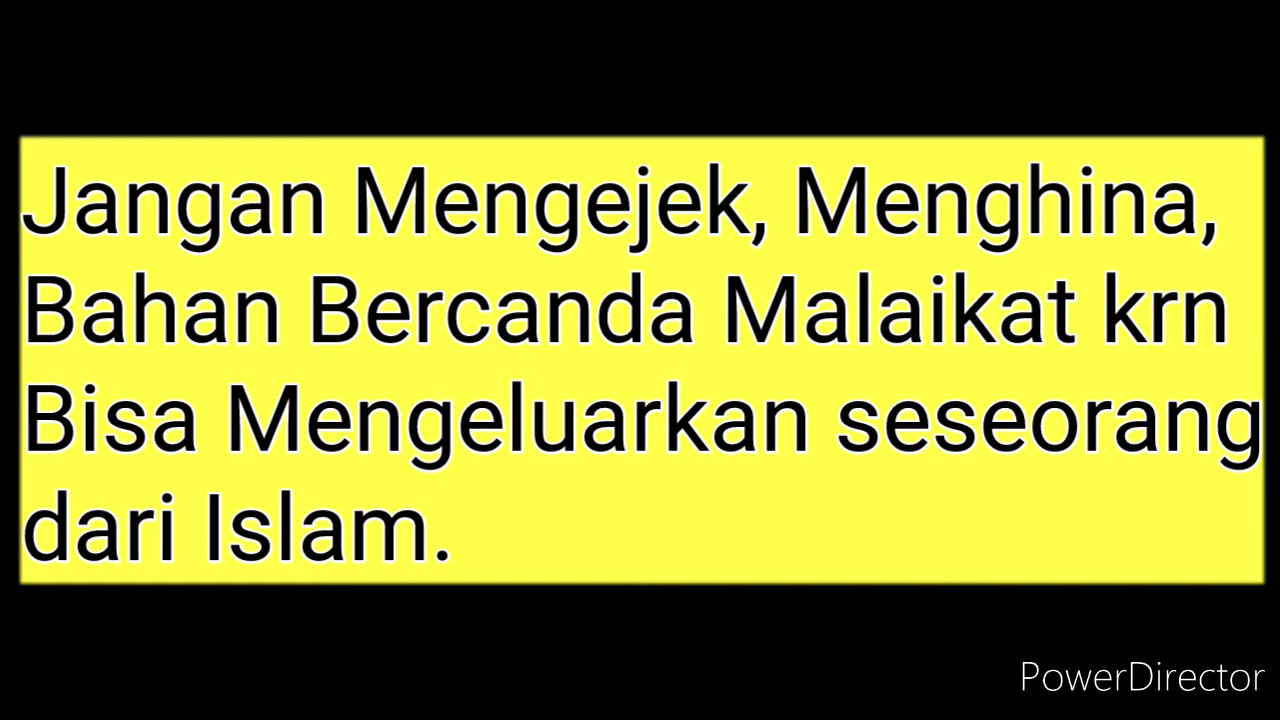 Jangan Mengejek, Menghina,
Bahan Bercanda Malaikat krn
Bisa Mengeluarkan seseorang
dari Islam.
PowerDirector